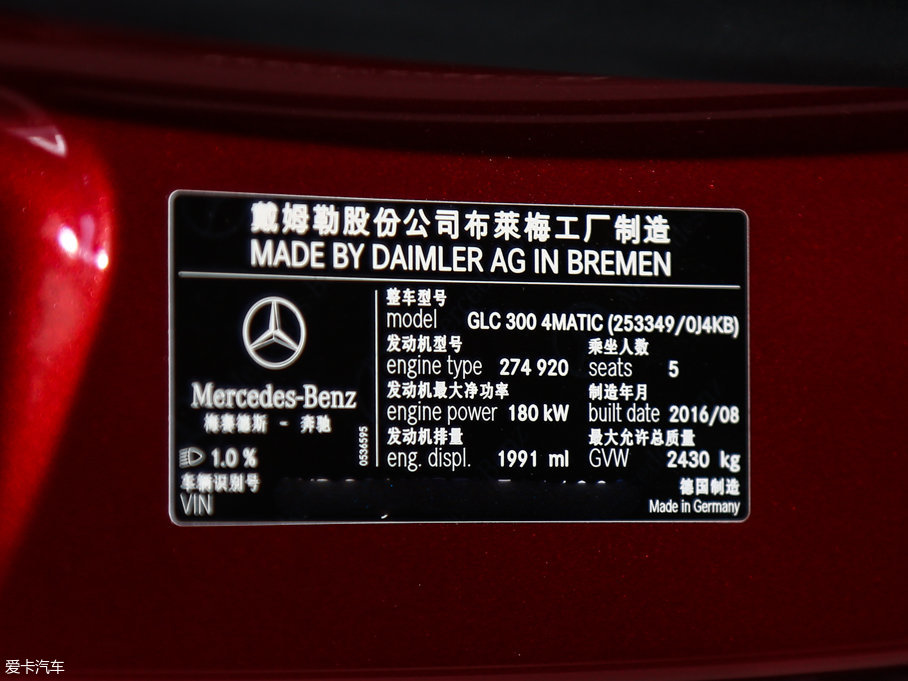 戴姆勒股份公司布萊梅工厂制造
MADE BY DAIMLER AG IN BREMEN
整车型号
model GLC 300 4MATIC (253349/0J4KB)
发动机型号 乘坐人数
engine type 274 920 seats 5
发动机最大净功率 制造年月
engine power 180 kW built date 2016/08
发动机排量 最大允许总质量
eng. displ. 1991 ml GVW 2430 kg
Mercedes-Benz
梅赛德斯 - 奔驰
0536595
1.0 %
车辆识别号
VIN
德国制造
Made in Germany
爱卡汽车